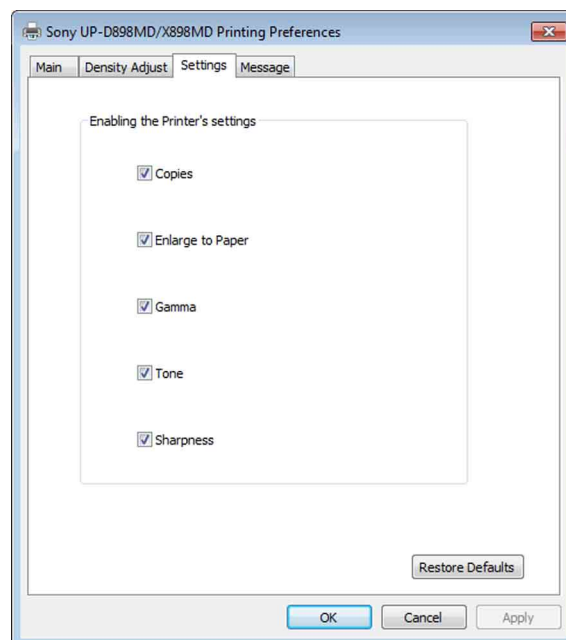 Sony UP-D898MD/X898MD Printing Preferences
Main Density Adjust Settings Message
Enabling the Printer's settings
Copies
Enlarge to Paper
Gamma
Tone
Sharpness
Restore Defaults
OK Cancel Apply